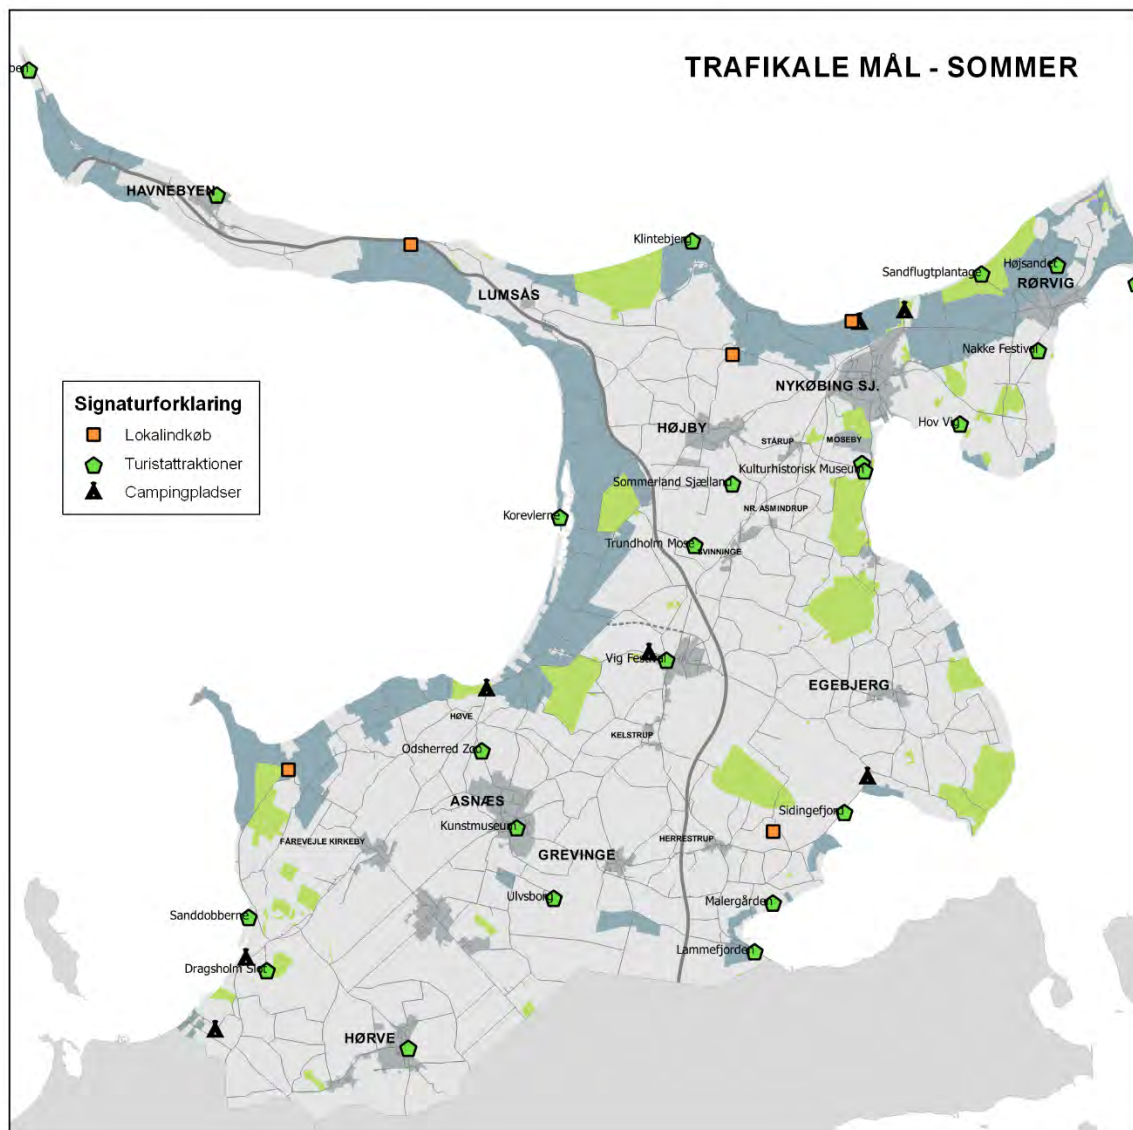 TRAFIKALE MÅL - SOMMER
HAVNEBYEN
Klintebjerg
Sandflugtplantage
Højsandet
RØRVIG
LUMSÅS
Nakke Festival
NYKØBING SJ.
Signaturforklaring
Lokalindkøb
Turistattraktioner
Campingpladser
HØJBY
STÅRUP
MOSEBY
Hov Vig
Kulturhistorisk Museum
Sommerland Sjælland
NR. ASMINDRUP
Korevlerne
Trundholm Mose
SVINNINGE
Vig Festival
EGEBJERG
HØVE
KELSTRUP
Odsherred Zoo
ASNÆS
Kunstmuseum
Sidingefjord
FÅREVEJLE KIRKEBY
HERRESTRUP
GREVINGE
Ulvsborg
Malergården
Sanddobberne
Lammefjorden
Dragsholm Slot
HØRVE